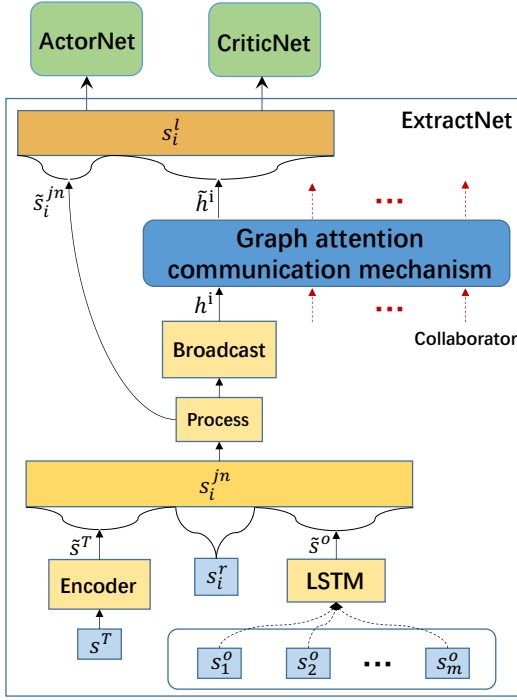 ActorNet
CriticNet
ExtractNet
s_i^l
s̃_i^{jn}
h̃^i
...
Graph attention
communication mechanism
h^i
...
Collaborator
Broadcast
Process
s_i^{jn}
s̃^T
s̃^o
Encoder
s_i^r
LSTM
s^T
s_1^o
s_2^o
...
s_m^o